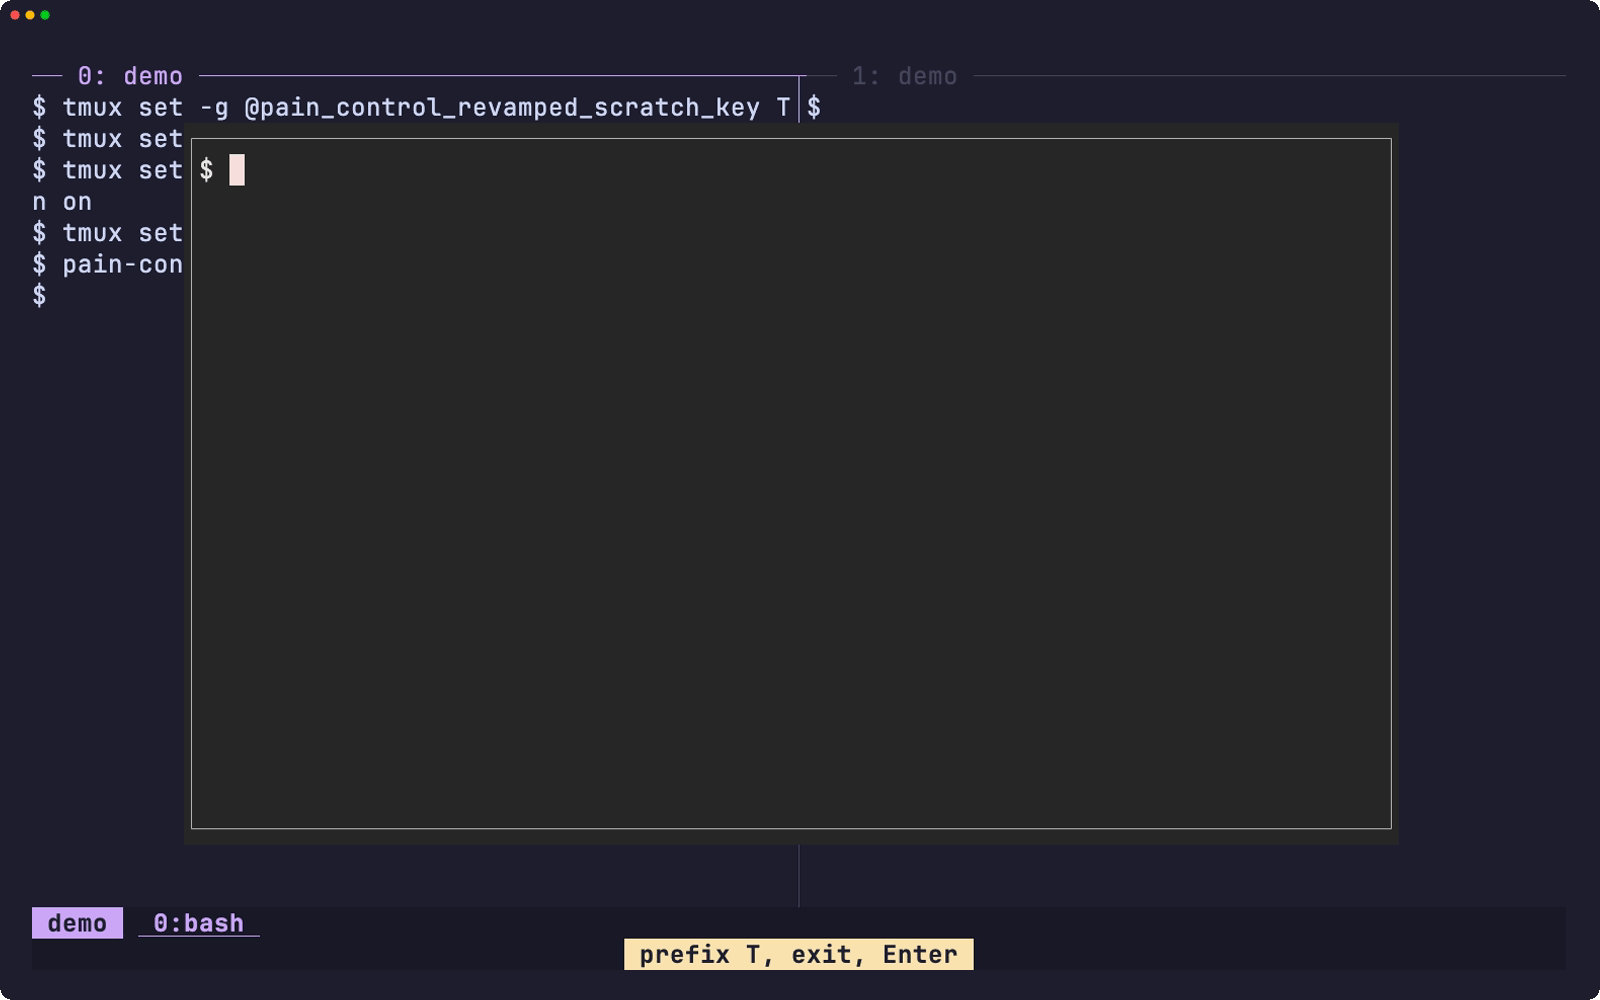 0: demo
1: demo
$ tmux set -g @pain_control_revamped_scratch_key T
$
$ tmux set
$ tmux set
$
n on
$ tmux set
$ pain-con
$
demo 0:bash
prefix T, exit, Enter